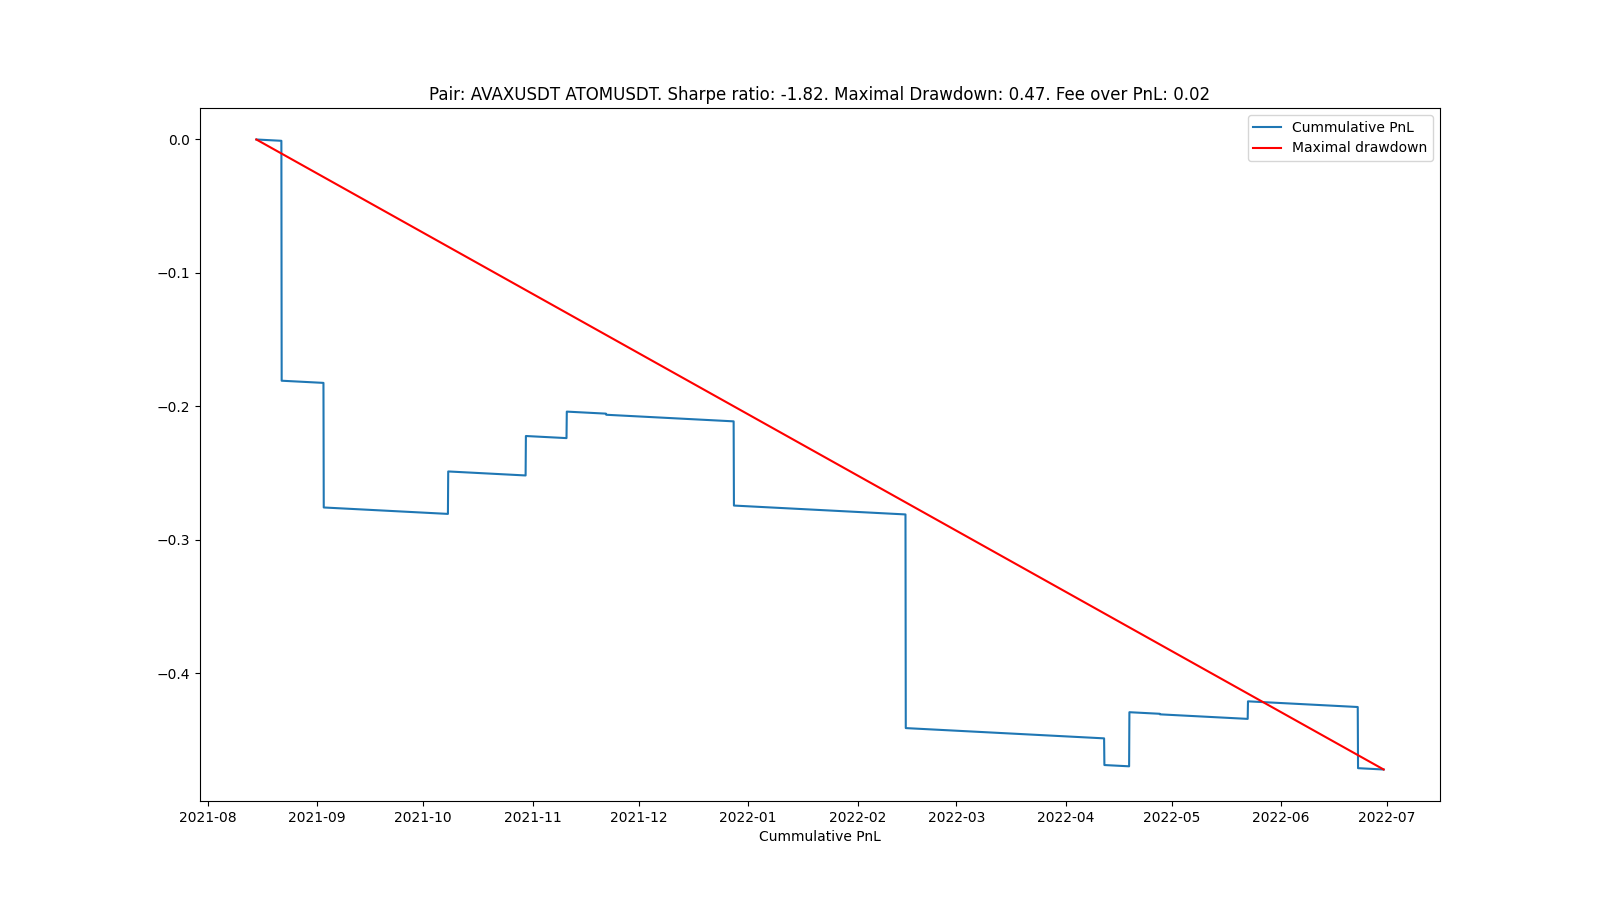 Pair: AVAXUSDT ATOMUSDT. Sharpe ratio: -1.82. Maximal Drawdown: 0.47. Fee over PnL: 0.02
Cummulative PnL
Maximal drawdown
0.0
−0.1
−0.2
−0.3
−0.4
2021-08 2021-09 2021-10 2021-11 2021-12 2022-01 2022-02 2022-03 2022-04 2022-05 2022-06 2022-07
Cummulative PnL